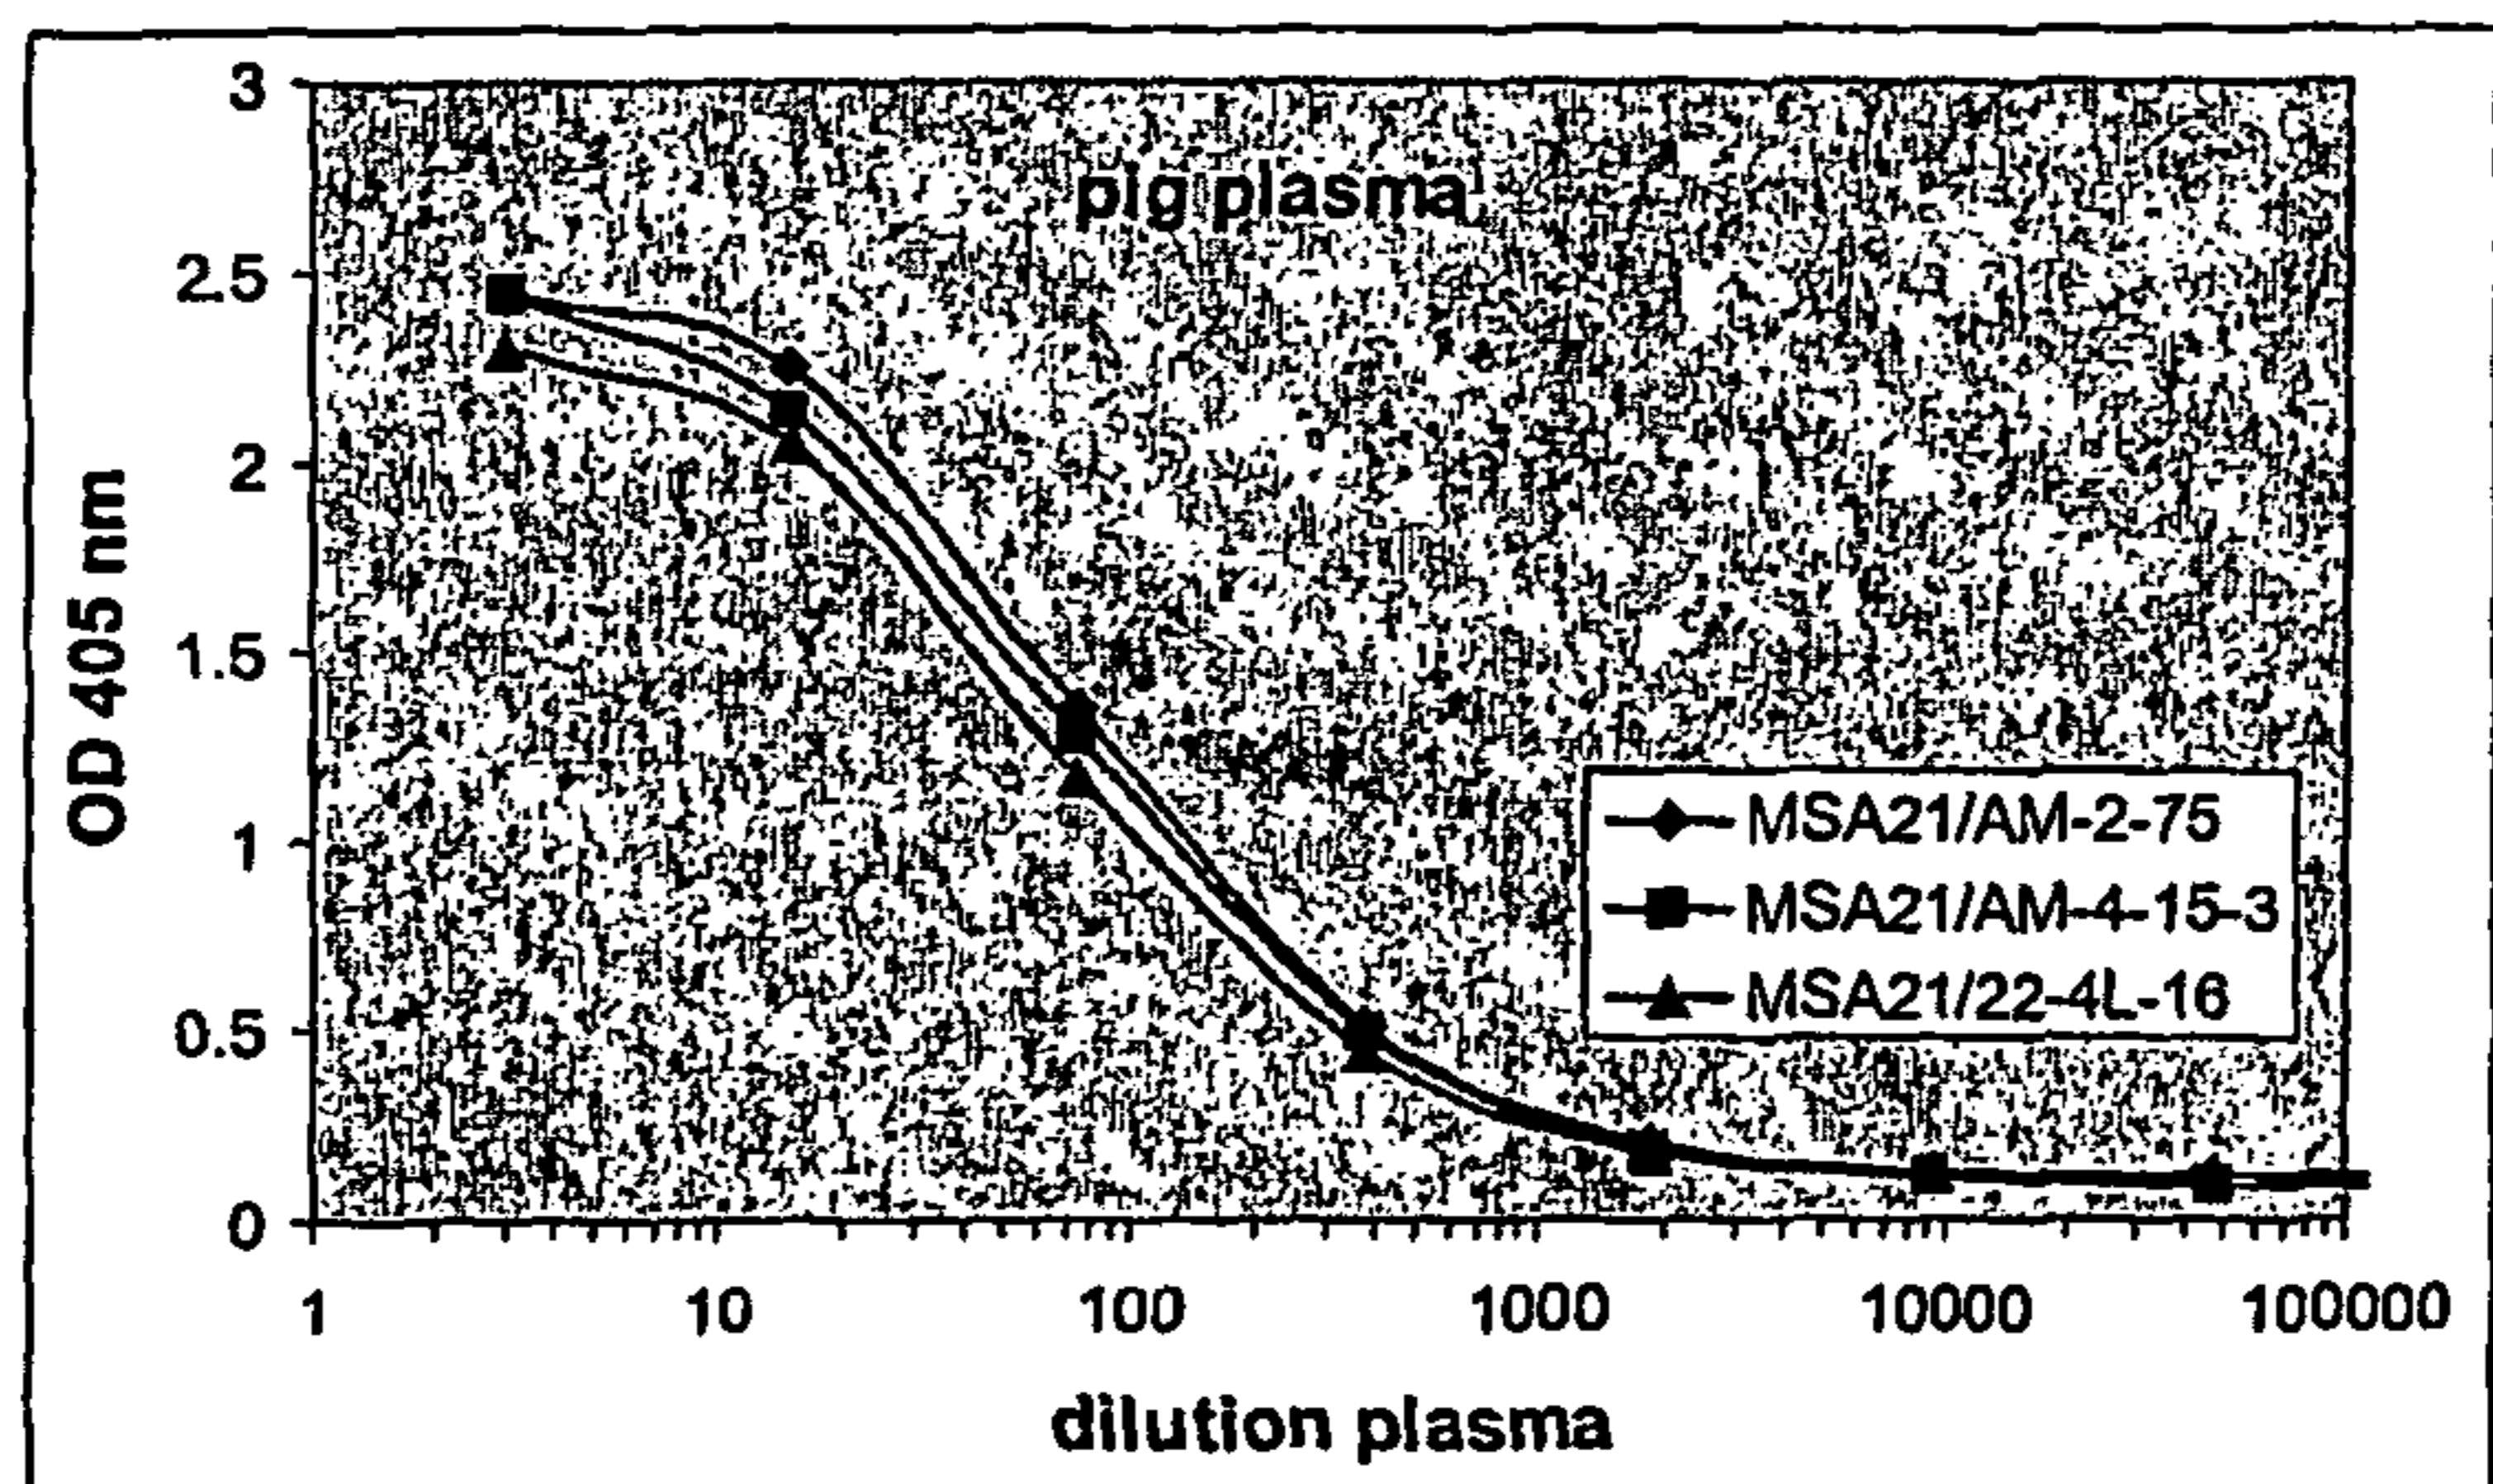 pig plasma
3
2.5
2
1.5
1
0.5
0
OD 405 nm
MSA21/AM-2-75
MSA21/AM-4-15-3
MSA21/22-4L-16
1 10 100 1000 10000 100000
dilution plasma